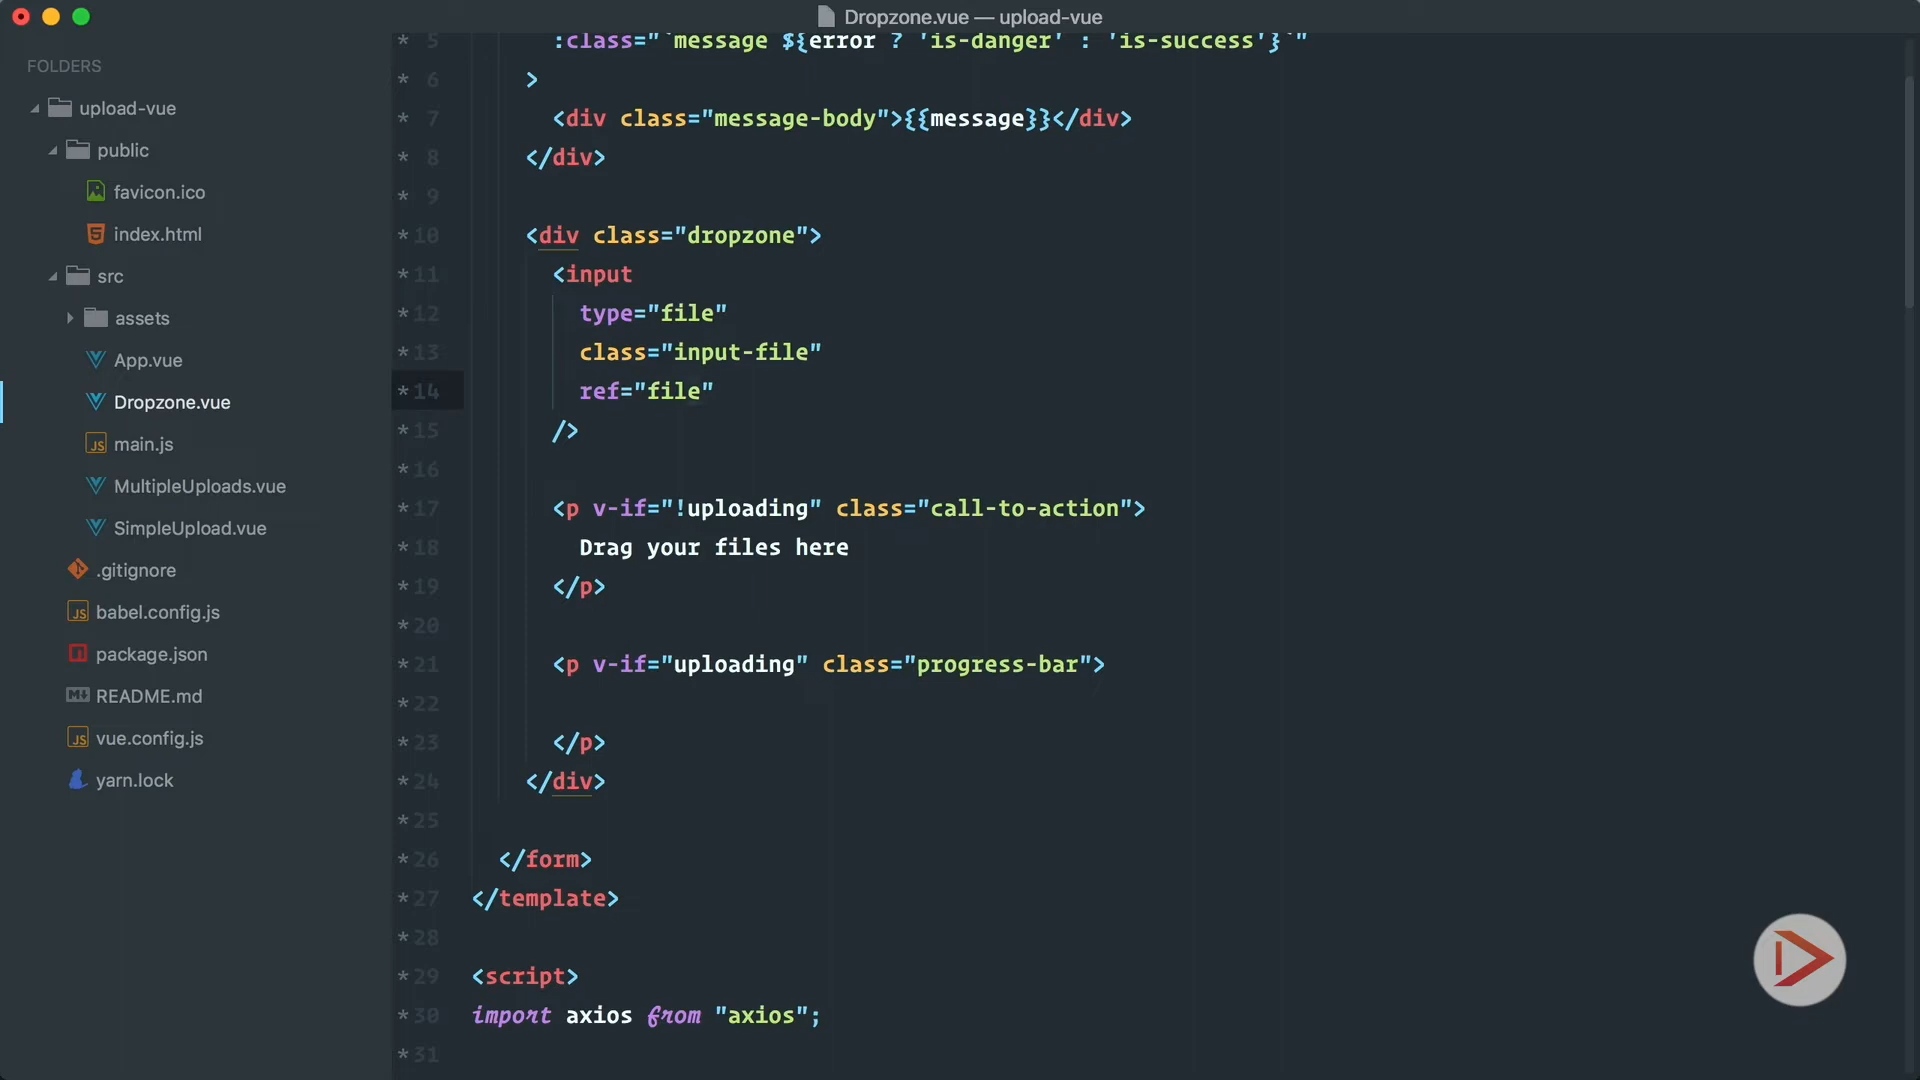 Dropzone.vue — upload-vue
FOLDERS
upload-vue
public
favicon.ico
index.html
src
assets
App.vue
Dropzone.vue
main.js
MultipleUploads.vue
SimpleUpload.vue
.gitignore
babel.config.js
package.json
README.md
vue.config.js
yarn.lock
* 5 :class="`message ${error ? 'is-danger' : 'is-success'}`"
* 6 >
* 7 <div class="message-body">{{message}}</div>
* 8 </div>
* 9
*10 <div class="dropzone">
*11 <input
*12 type="file"
*13 class="input-file"
*14 ref="file"
*15 />
*16
*17 <p v-if="!uploading" class="call-to-action">
*18 Drag your files here
*19 </p>
*20
*21 <p v-if="uploading" class="progress-bar">
*22
*23 </p>
*24 </div>
*25
*26 </form>
*27 </template>
*28
*29 <script>
*30 import axios from "axios";
*31